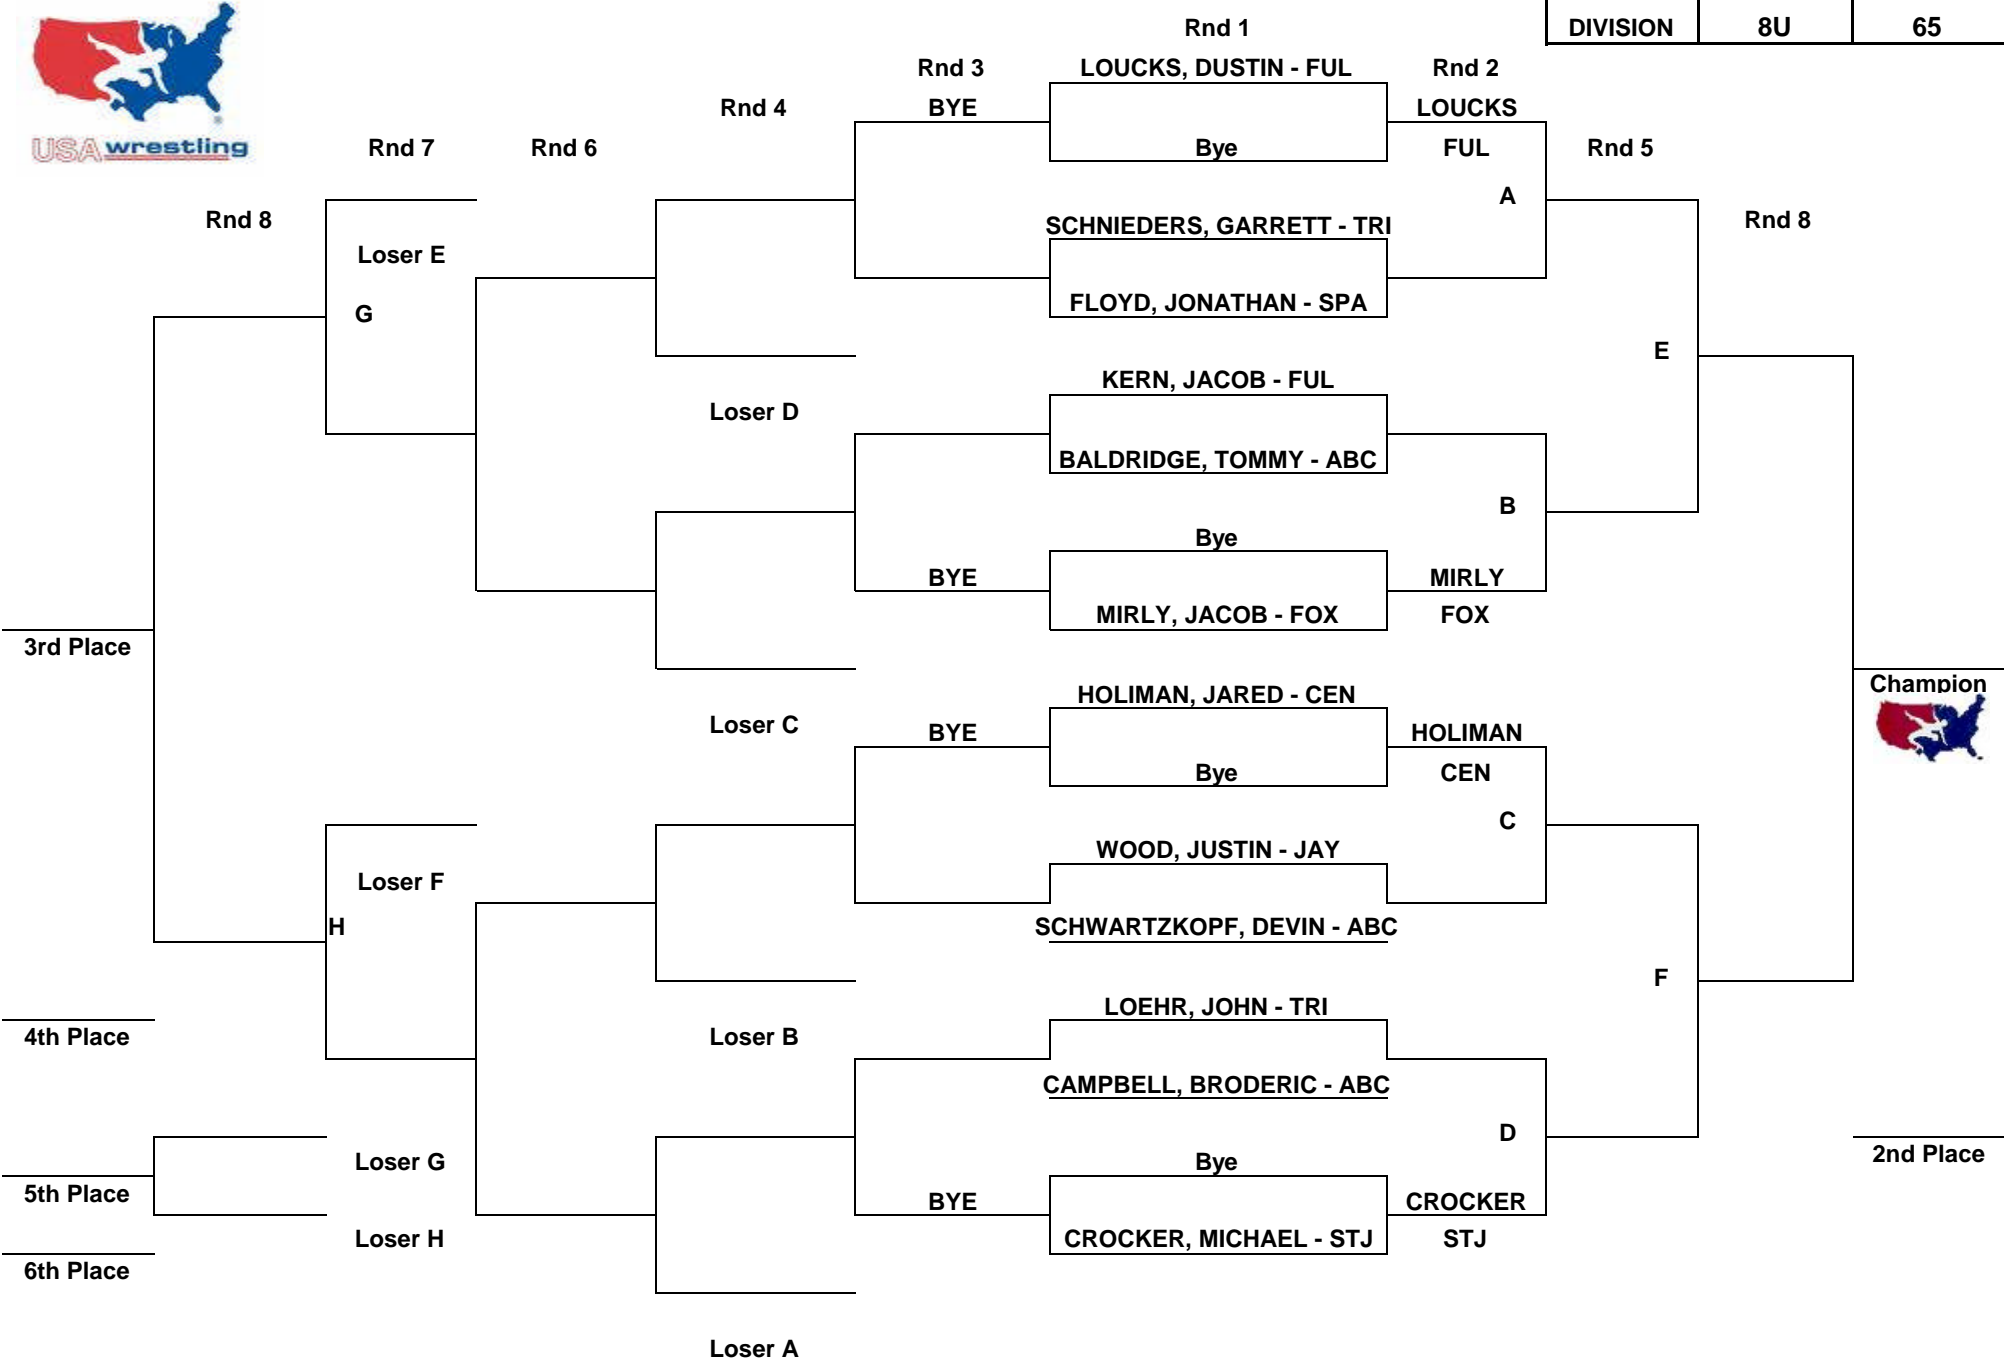 Rnd 1
DIVISION 8U 65
Rnd 3 LOUCKS, DUSTIN - FUL Rnd 2
Rnd 4 BYE LOUCKS
USA wrestling Rnd 7 Rnd 6 Bye FUL Rnd 5
A
Rnd 8 SCHNIEDERS, GARRETT - TRI Rnd 8
Loser E
G FLOYD, JONATHAN - SPA
E
KERN, JACOB - FUL
Loser D
BALDRIDGE, TOMMY - ABC
B
Bye
BYE MIRLY
MIRLY, JACOB - FOX FOX
3rd Place
Champion
HOLIMAN, JARED - CEN
Loser C BYE HOLIMAN
Bye CEN
C
WOOD, JUSTIN - JAY
Loser F
H SCHWARTZKOPF, DEVIN - ABC
F
LOEHR, JOHN - TRI
4th Place Loser B
CAMPBELL, BRODERIC - ABC
D
Loser G Bye 2nd Place
5th Place BYE CROCKER
Loser H CROCKER, MICHAEL - STJ STJ
6th Place
Loser A